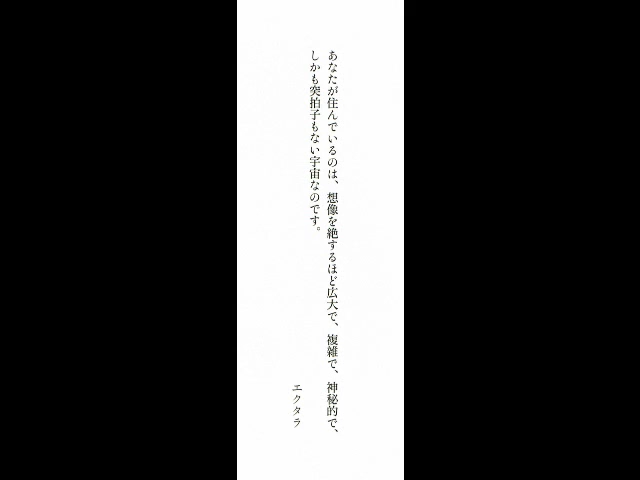 あなたが住んでいるのは、想像を絶するほど広大で、複雑で、神秘的で、
しかも突拍子もない宇宙なのです。
エクタラ